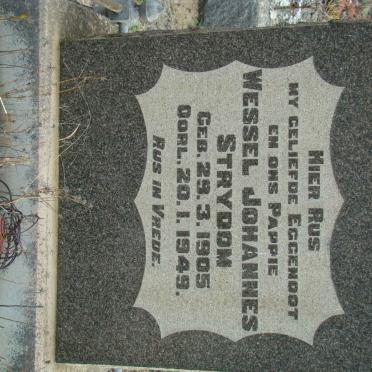 HIER RUS
MY GELIEFDE EGGENOOT
EN ONS PAPPIE
WESSEL JOHANNES
STRYDOM
GEB. 29.3.1905
OORL. 20.1.1949.
RUS IN VREDE.